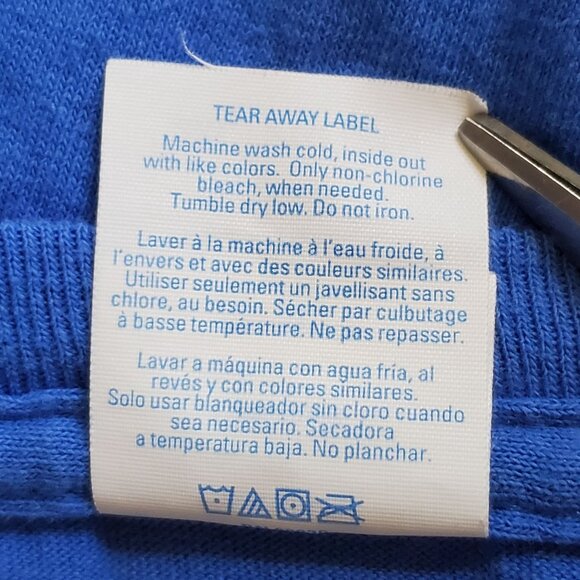 TEAR AWAY LABEL
Machine wash cold, inside out
with like colors. Only non-chlorine
bleach, when needed.
Tumble dry low. Do not iron.
Laver à la machine à l'eau froide, à
l'envers et avec des couleurs similaires.
Utiliser seulement un javellisant sans
chlore, au besoin. Sécher par culbutage
à basse température. Ne pas repasser.
Lavar a máquina con agua fría, al
revés y con colores similares.
Solo usar blanqueador sin cloro cuando
sea necesario. Secadora
a temperatura baja. No planchar.